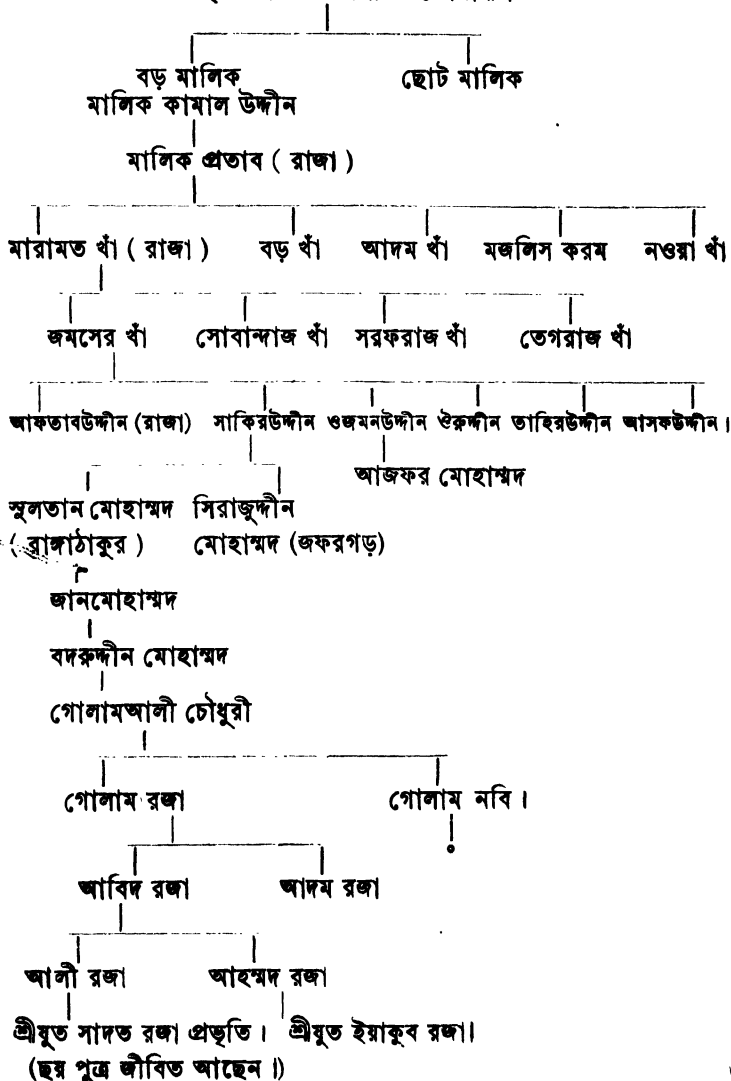 বড় মালিক ছোট মালিক
মালিক কামাল উদ্দীন
মালিক প্রতাব ( রাজা )
মারামত খাঁ ( রাজা ) বড় খাঁ আদম খাঁ মজলিস করম নওয়া খাঁ
জমসের খাঁ সোবান্দাজ খাঁ সরফরাজ খাঁ তেগরাজ খাঁ
আফতাবউদ্দীন (রাজা) সাকিরউদ্দীন ওজমনউদ্দীন ঔরুদ্দীন তাহিরউদ্দীন আসফউদ্দীন।
আজফর মোহাম্মদ
সুলতান মোহাম্মদ সিরাজুদ্দীন
( রাঙ্গাঠাকুর ) মোহাম্মদ (জফরগড়)
জানমোহাম্মদ
বদরুদ্দীন মোহাম্মদ
গোলামআলী চৌধুরী
গোলাম রজা গোলাম নবি।
আবিদ রজা আদম রজা
আলী রজা আহম্মদ রজা
শ্রীযুত সাদত রজা প্রভৃতি। শ্রীযুত ইয়াকুব রজা।
(ছয় পুত্র জীবিত আছেন।)